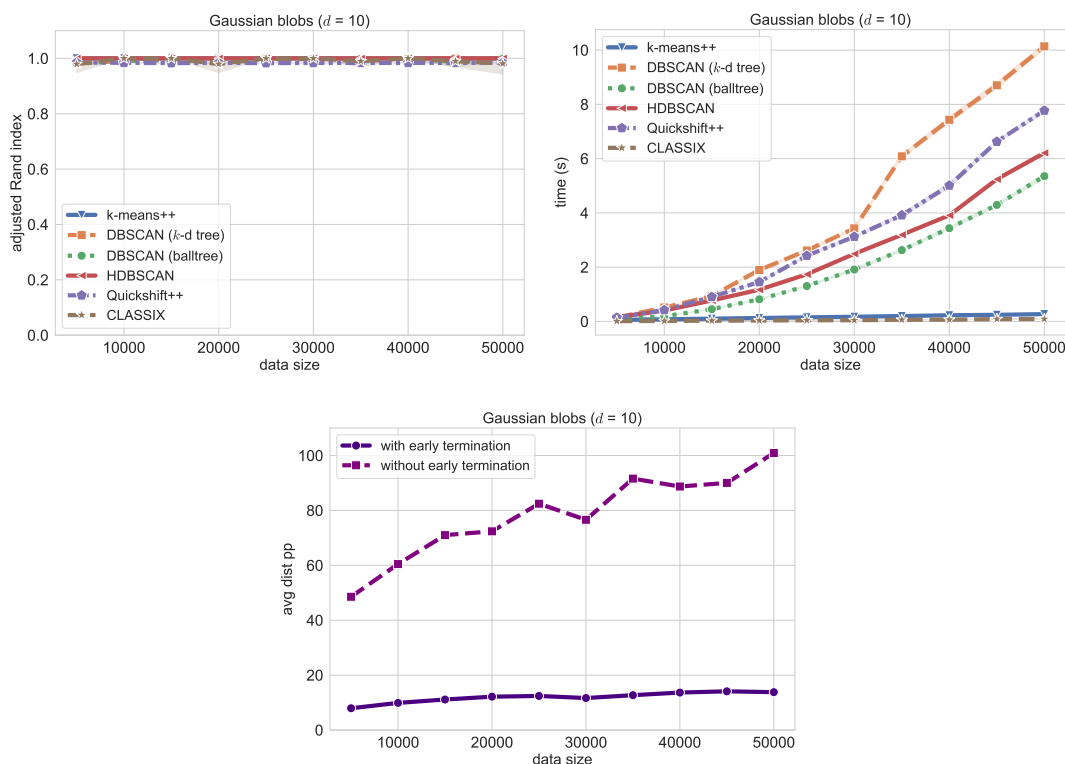 Gaussian blobs (d = 10)
1.0
0.8
0.6
0.4
0.2
0.0
adjusted Rand index
k-means++
DBSCAN (k-d tree)
DBSCAN (balltree)
HDBSCAN
Quickshift++
CLASSIX
10000 20000 30000 40000 50000
data size
Gaussian blobs (d = 10)
10
8
6
4
2
0
time (s)
k-means++
DBSCAN (k-d tree)
DBSCAN (balltree)
HDBSCAN
Quickshift++
CLASSIX
10000 20000 30000 40000 50000
data size
Gaussian blobs (d = 10)
100
80
60
40
20
0
avg dist pp
with early termination
without early termination
10000 20000 30000 40000 50000
data size